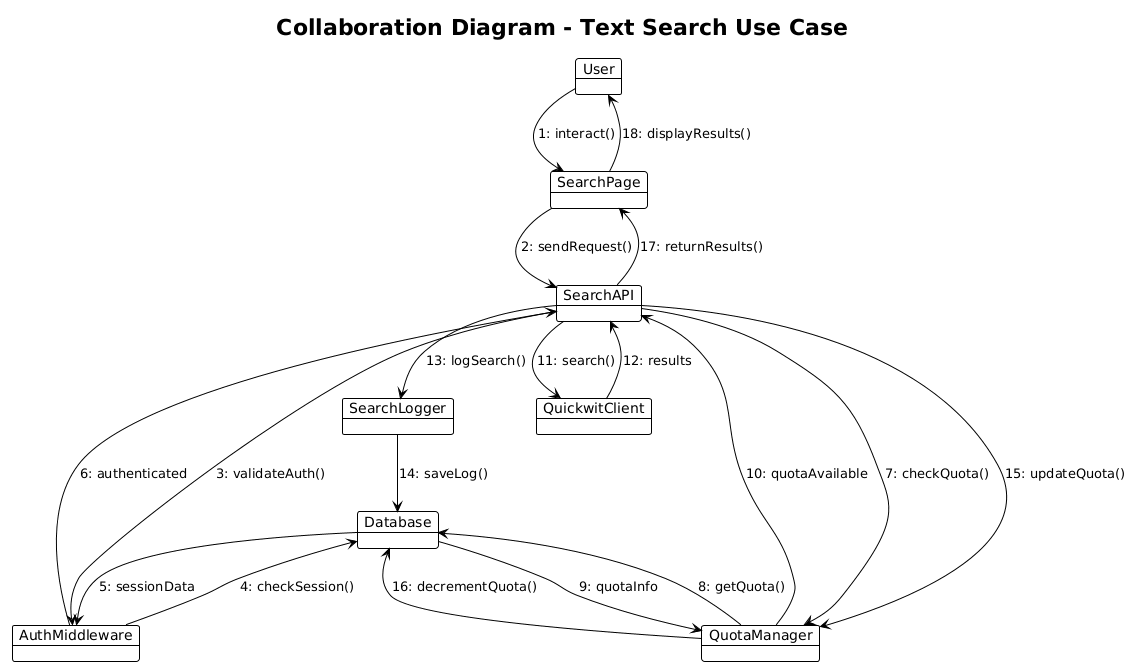 Collaboration Diagram - Text Search Use Case
User
1: interact()
18: displayResults()
SearchPage
2: sendRequest()
17: returnResults()
SearchAPI
13: logSearch()
11: search()
12: results
SearchLogger
QuickwitClient
6: authenticated
3: validateAuth()
14: saveLog()
10: quotaAvailable
7: checkQuota()
15: updateQuota()
Database
5: sessionData
4: checkSession()
16: decrementQuota()
9: quotaInfo
8: getQuota()
AuthMiddleware
QuotaManager